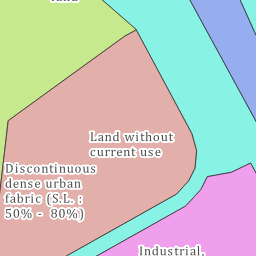 Land without
current use
Discontinuous
dense urban
fabric (S.L. :
50% - 80%)
Industrial,